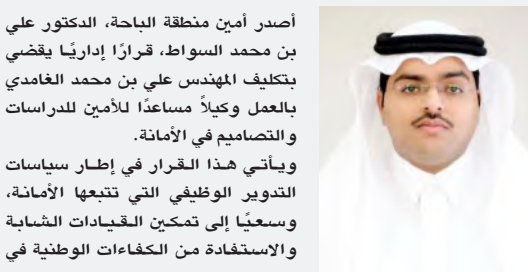 أصدر أمين منطقة الباحة، الدكتور علي
بن محمد السواط، قرارًا إداريًا يقضي
بتكليف المهندس علي بن محمد الغامدي
بالعمل وكيلاً مساعدًا للأمين للدراسات
والتصاميم في الأمانة.
ويأتي هذا القرار في إطار سياسات
التدوير الوظيفي التي تتبعها الأمانة،
وسعيًا إلى تمكين القيادات الشابة
والاستفادة من الكفاءات الوطنية في